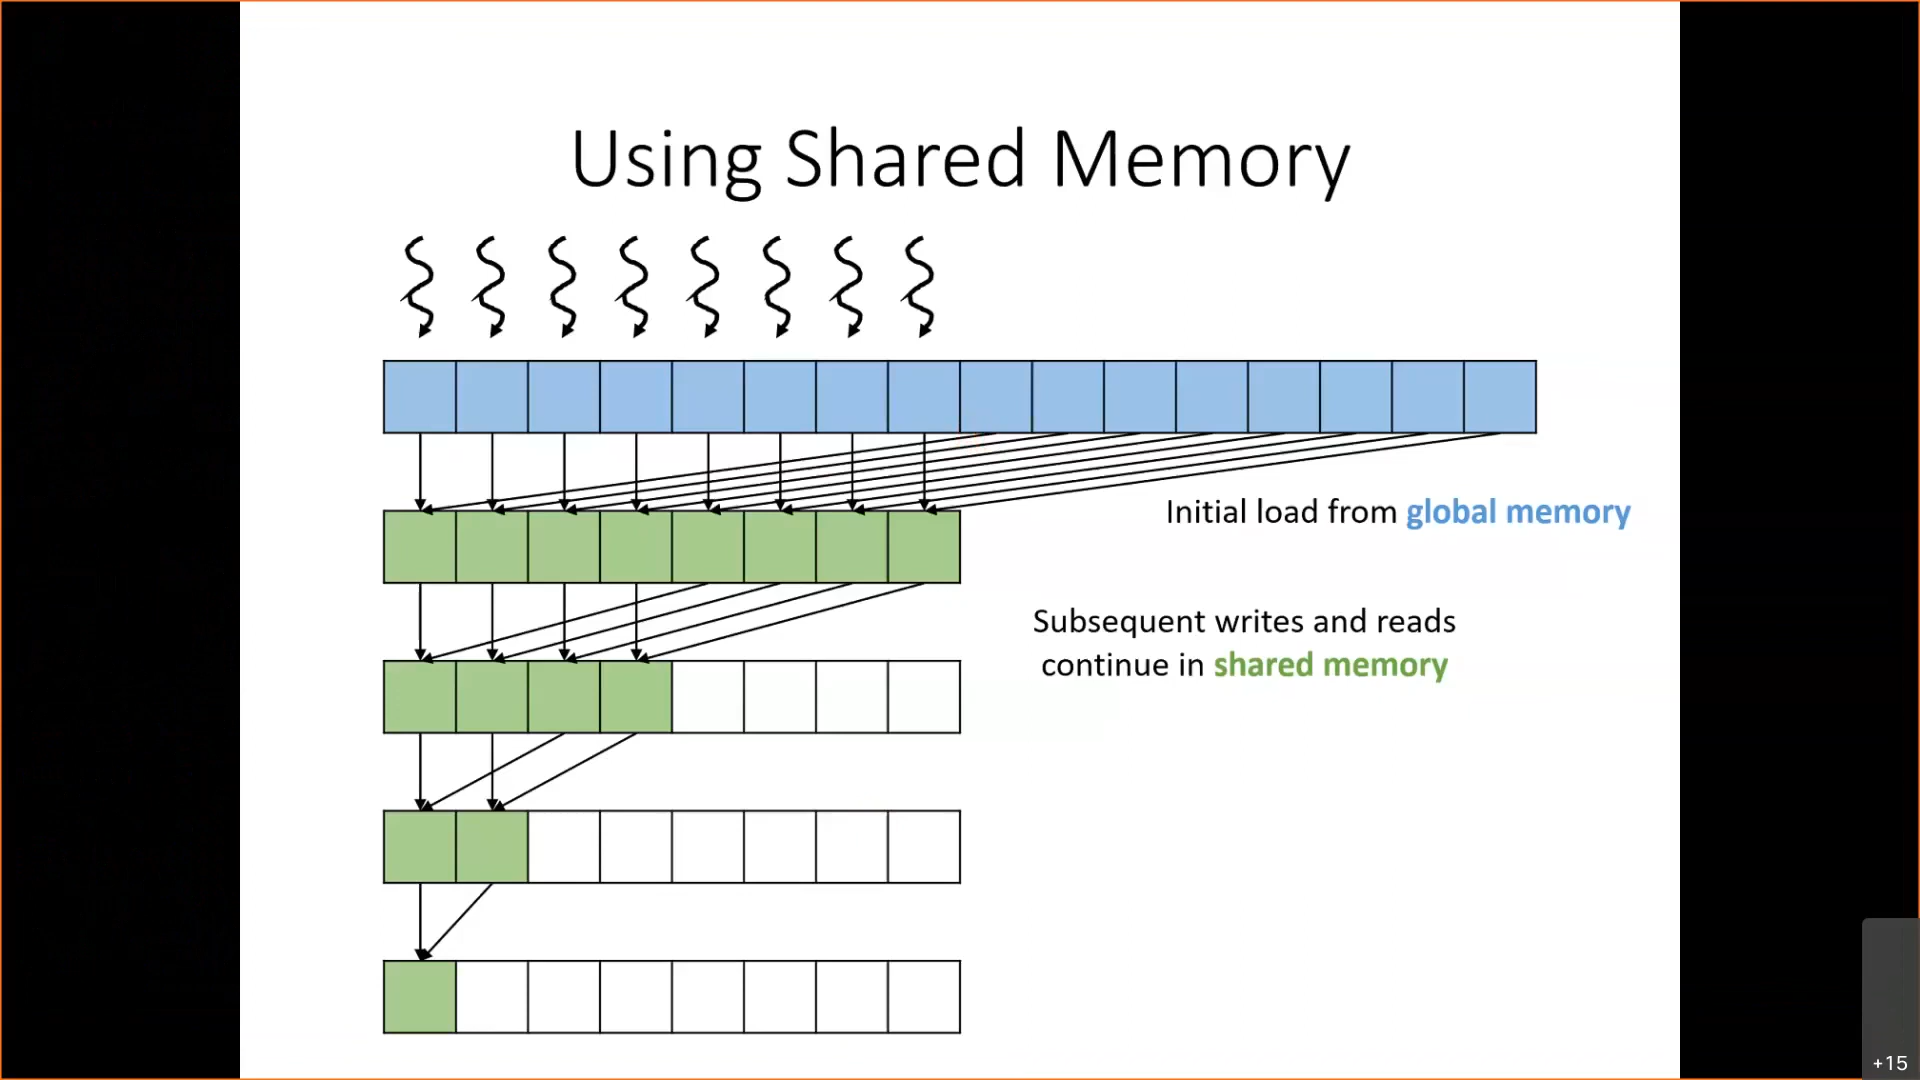 Using Shared Memory
Initial load from global memory
Subsequent writes and reads
continue in shared memory
+15